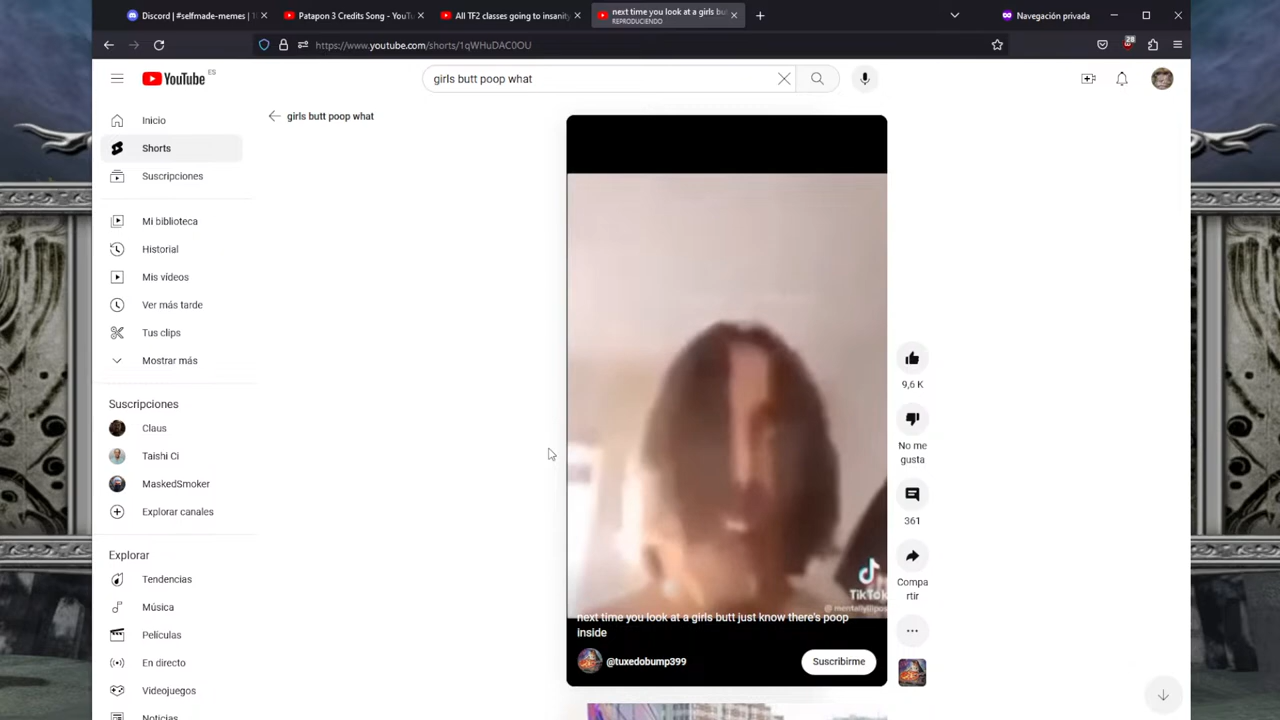 Discord | #selfmade-memes | 1
Patapon 3 Credits Song - YouTu
All TF2 classes going to insanity
next time you look at a girls bu
REPRODUCIENDO
Navegación privada
https://www.youtube.com/shorts/1qWHuDAC0OU
28
YouTube ES
girls butt poop what
girls butt poop what
Inicio
Shorts
Suscripciones
Mi biblioteca
Historial
Mis vídeos
Ver más tarde
Tus clips
Mostrar más
Suscripciones
Claus
Taishi Ci
MaskedSmoker
Explorar canales
Explorar
Tendencias
Música
Películas
En directo
Videojuegos
Noticias
TikTok
next time you look at a girls butt just know there's poop
inside
@tuxedobump399
Suscribirme
9,6 K
No me
gusta
361
Compa
rtir